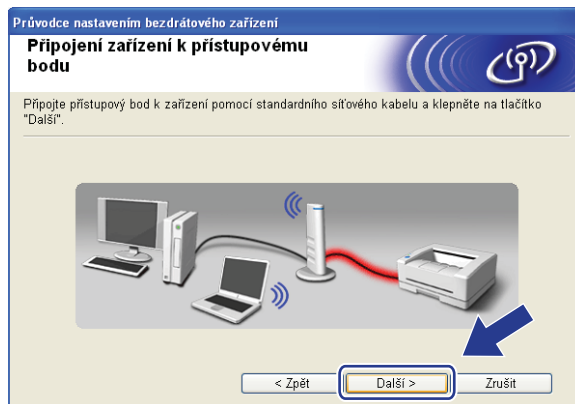 Průvodce nastavením bezdrátového zařízení
Připojení zařízení k přístupovému
bodu
Připojte přístupový bod k zařízení pomocí standardního síťového kabelu a klepněte na tlačítko
"Další".
< Zpět
Další >
Zrušit